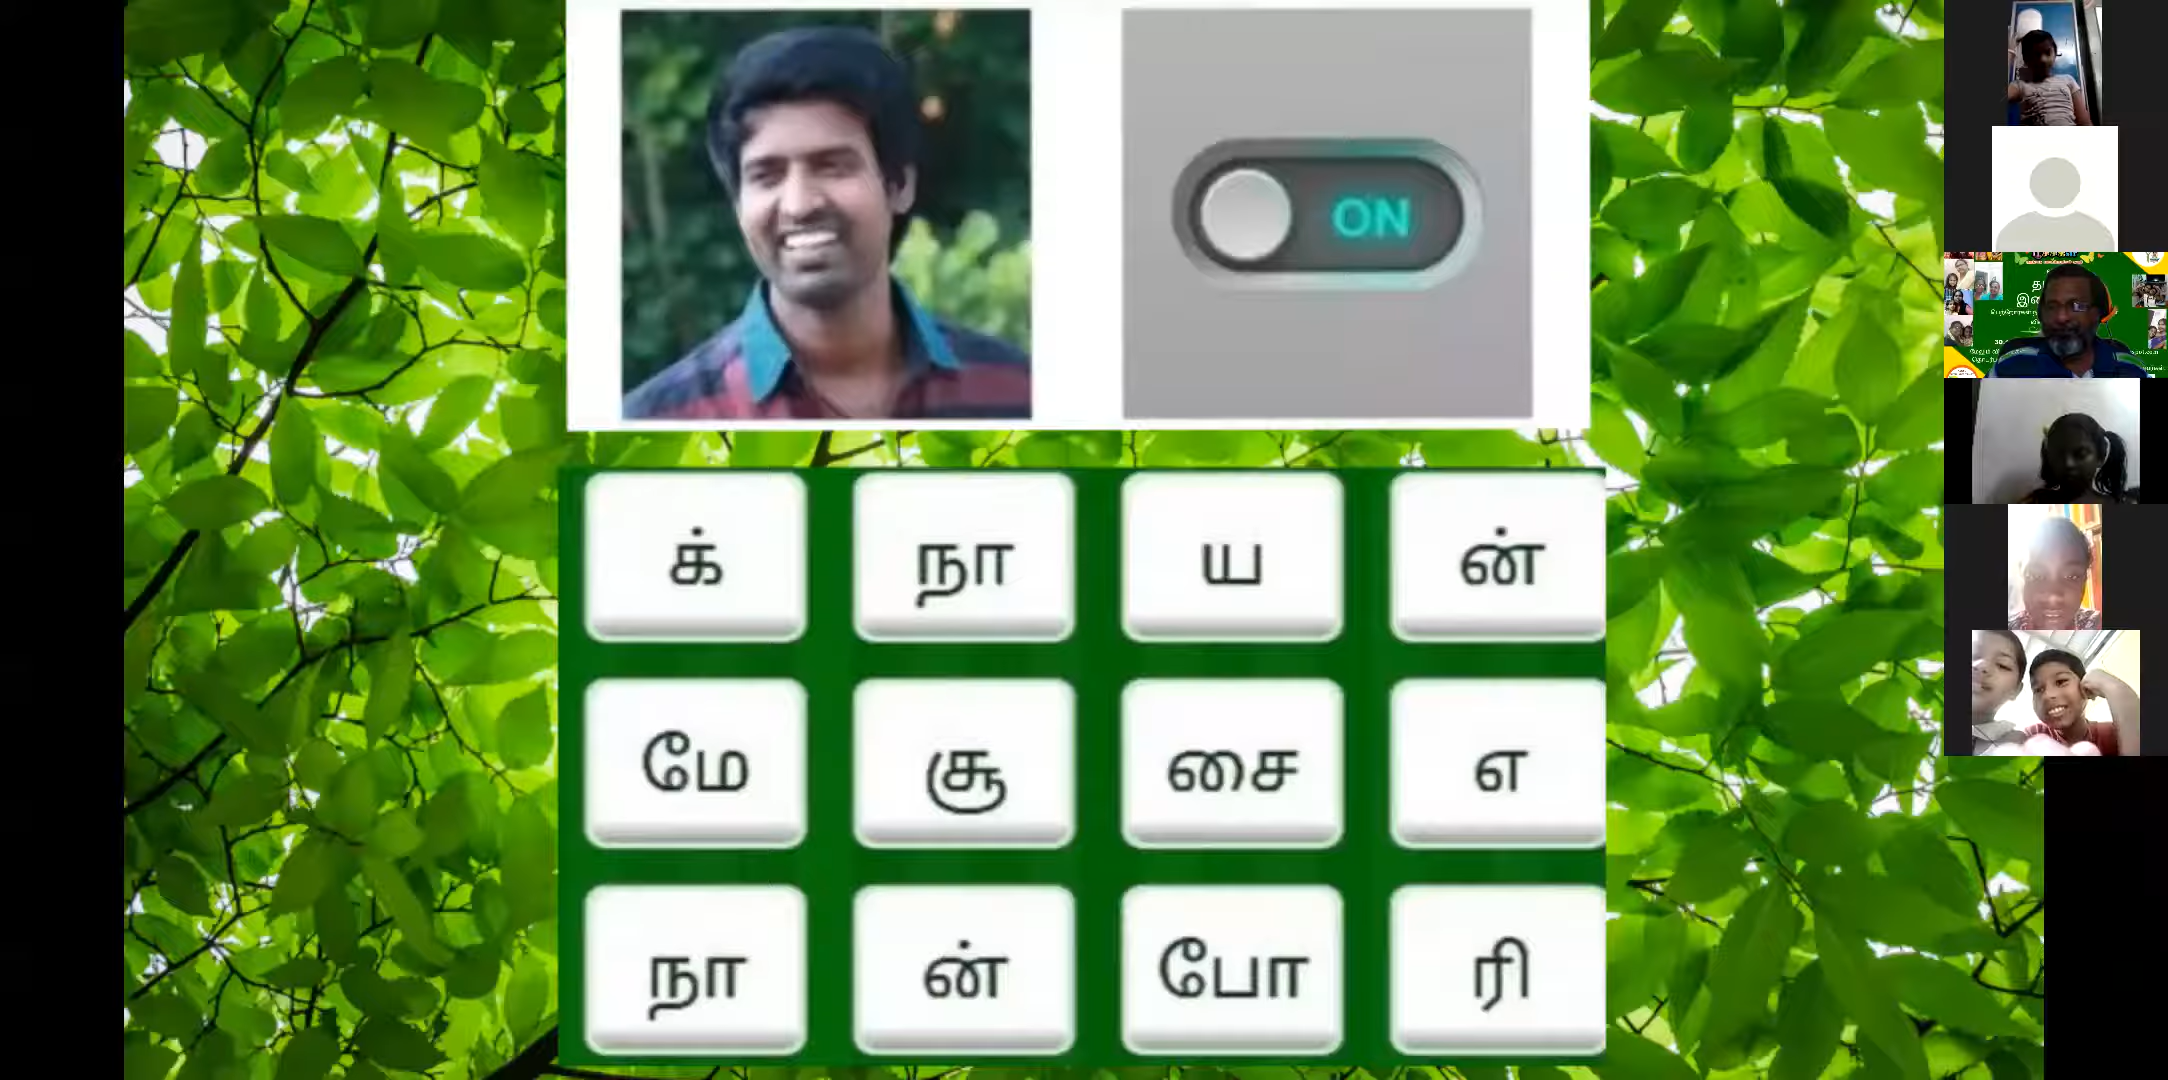 ON
க் நா ய ன்
மே சூ சை எ
நா ன் போ ரி